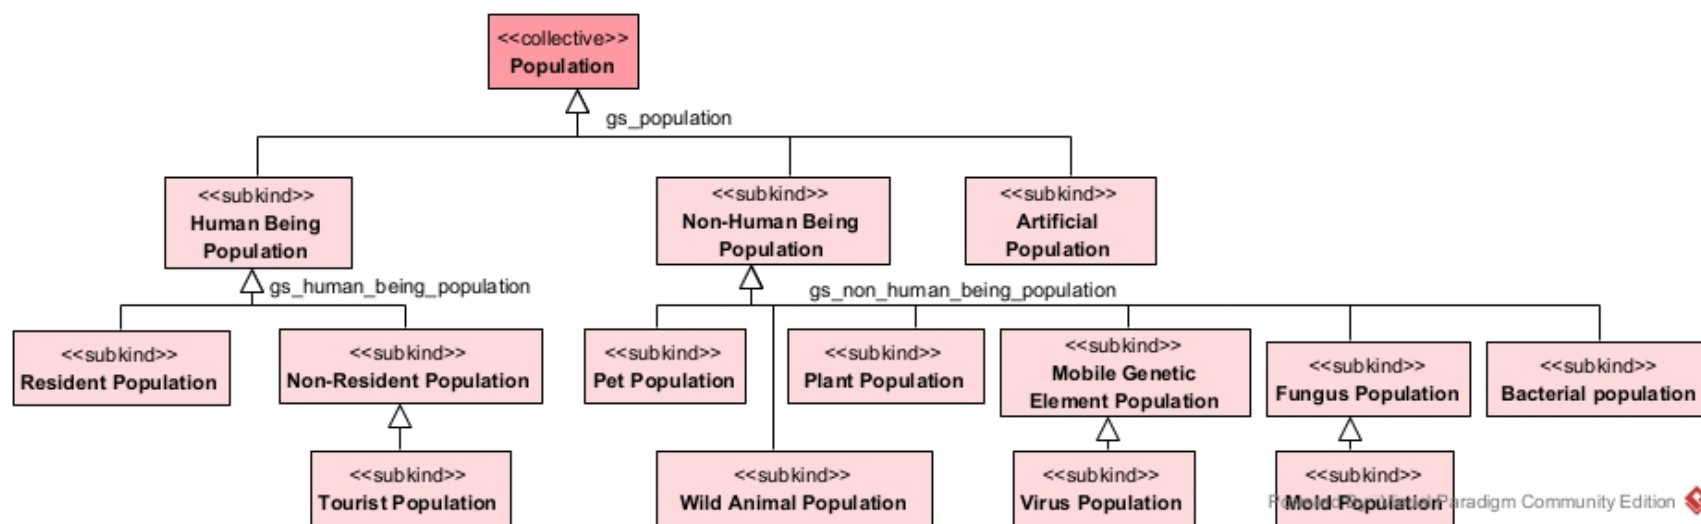 <<collective>>
Population
gs_population
<<subkind>>
Human Being
Population
<<subkind>>
Non-Human Being
Population
<<subkind>>
Artificial
Population
gs_human_being_population
gs_non_human_being_population
<<subkind>>
Resident Population
<<subkind>>
Non-Resident Population
<<subkind>>
Pet Population
<<subkind>>
Plant Population
<<subkind>>
Mobile Genetic
Element Population
<<subkind>>
Fungus Population
<<subkind>>
Bacterial population
<<subkind>>
Tourist Population
<<subkind>>
Wild Animal Population
<<subkind>>
Virus Population
<<subkind>>
Mold Population
Paradigm Community Edition